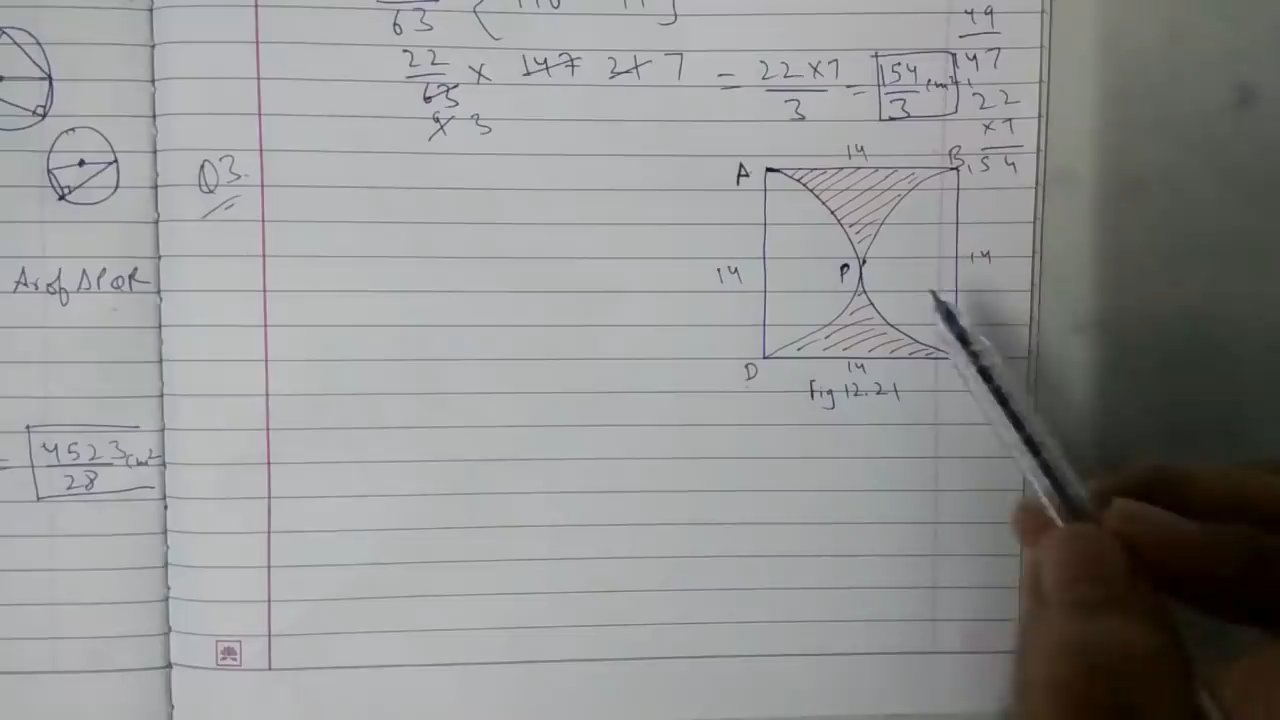 63
22/63 × 147 21 7 = 22×7/3 = 154/3 cm²
9 3
49
147
22
×7
154
Q3.
A 14 B
14 P 14
D 14
Fig 12.21
Ar of ΔPQR
= 4523/28 cm²